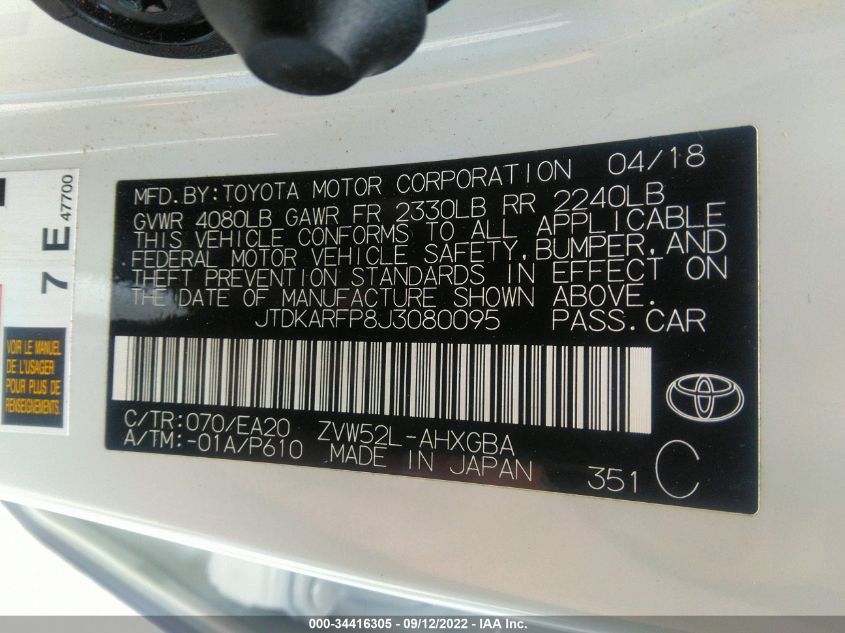 MFD.BY:TOYOTA MOTOR CORPORATION 04/18
GVWR 4080LB GAWR FR 2330LB RR 2240LB
THIS VEHICLE CONFORMS TO ALL APPLICABLE
FEDERAL MOTOR VEHICLE SAFETY, BUMPER, AND
THEFT PREVENTION STANDARDS IN EFFECT ON
THE DATE OF MANUFACTURE SHOWN ABOVE.
JTDKARFP8J3080095 PASS.CAR
C/TR:070/EA20 ZVW52L-AHXGBA
A/TM:-01A/P610 MADE IN JAPAN
351 C
7 E 47700
VOIR LE MANUEL
DE L'USAGER
POUR PLUS DE
RENSEIGNEMENTS.
000-34416305 - 09/12/2022 - © IAA Inc.